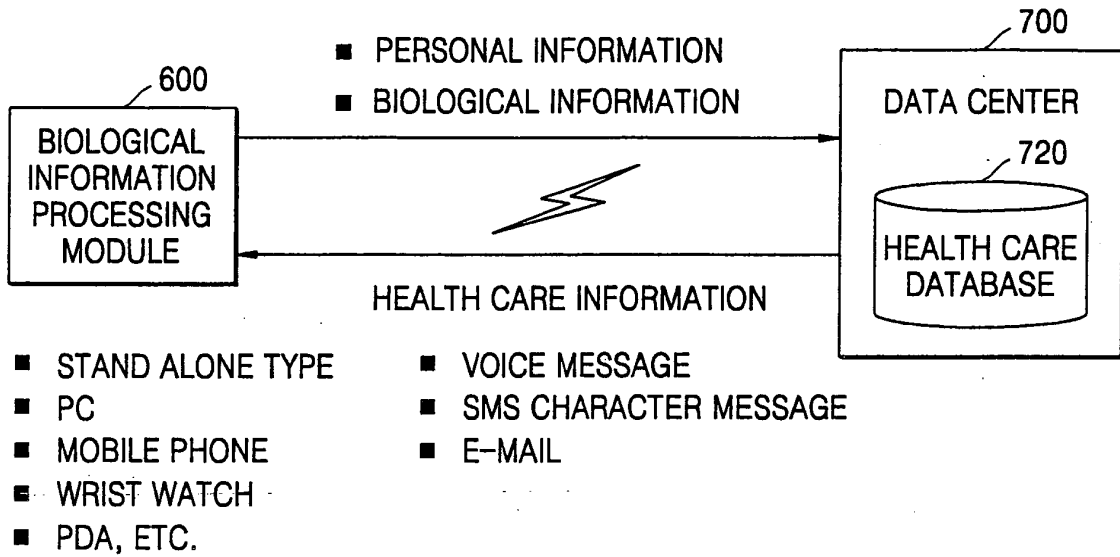 600
BIOLOGICAL
INFORMATION
PROCESSING
MODULE
■ PERSONAL INFORMATION
■ BIOLOGICAL INFORMATION
HEALTH CARE INFORMATION
700
DATA CENTER
720
HEALTH CARE
DATABASE
■ STAND ALONE TYPE
■ PC
■ MOBILE PHONE
■ WRIST WATCH
■ PDA, ETC.
■ VOICE MESSAGE
■ SMS CHARACTER MESSAGE
■ E-MAIL